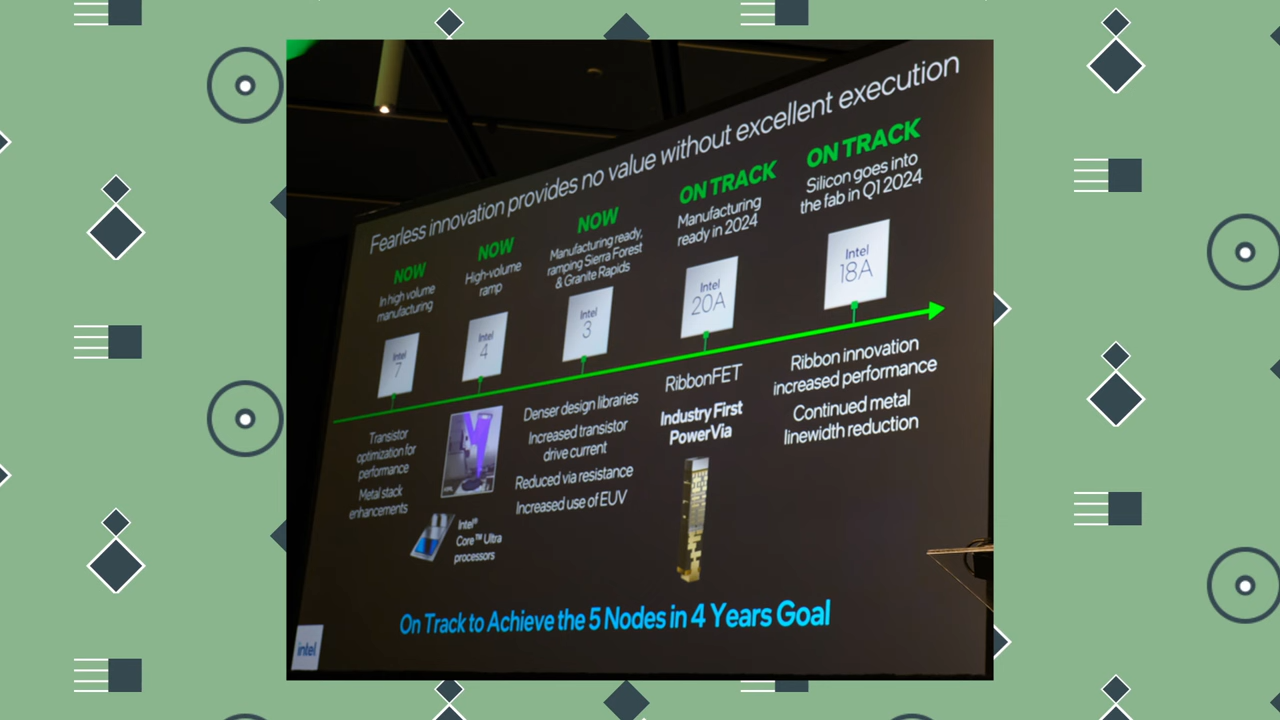 Fearless innovation provides no value without excellent execution
NOW
In high volume
manufacturing
Intel
7
Transistor
optimization for
performance
Metal stack
enhancements
NOW
High-volume
ramp
Intel
4
Intel®
Core™ Ultra
processors
NOW
Manufacturing ready,
ramping Sierra Forest
& Granite Rapids
Intel
3
Denser design libraries
Increased transistor
drive current
Reduced via resistance
Increased use of EUV
ON TRACK
Manufacturing
ready in 2024
Intel
20A
RibbonFET
Industry First
PowerVia
ON TRACK
Silicon goes into
the fab in Q1 2024
Intel
18A
Ribbon innovation
increased performance
Continued metal
linewidth reduction
On Track to Achieve the 5 Nodes in 4 Years Goal
intel